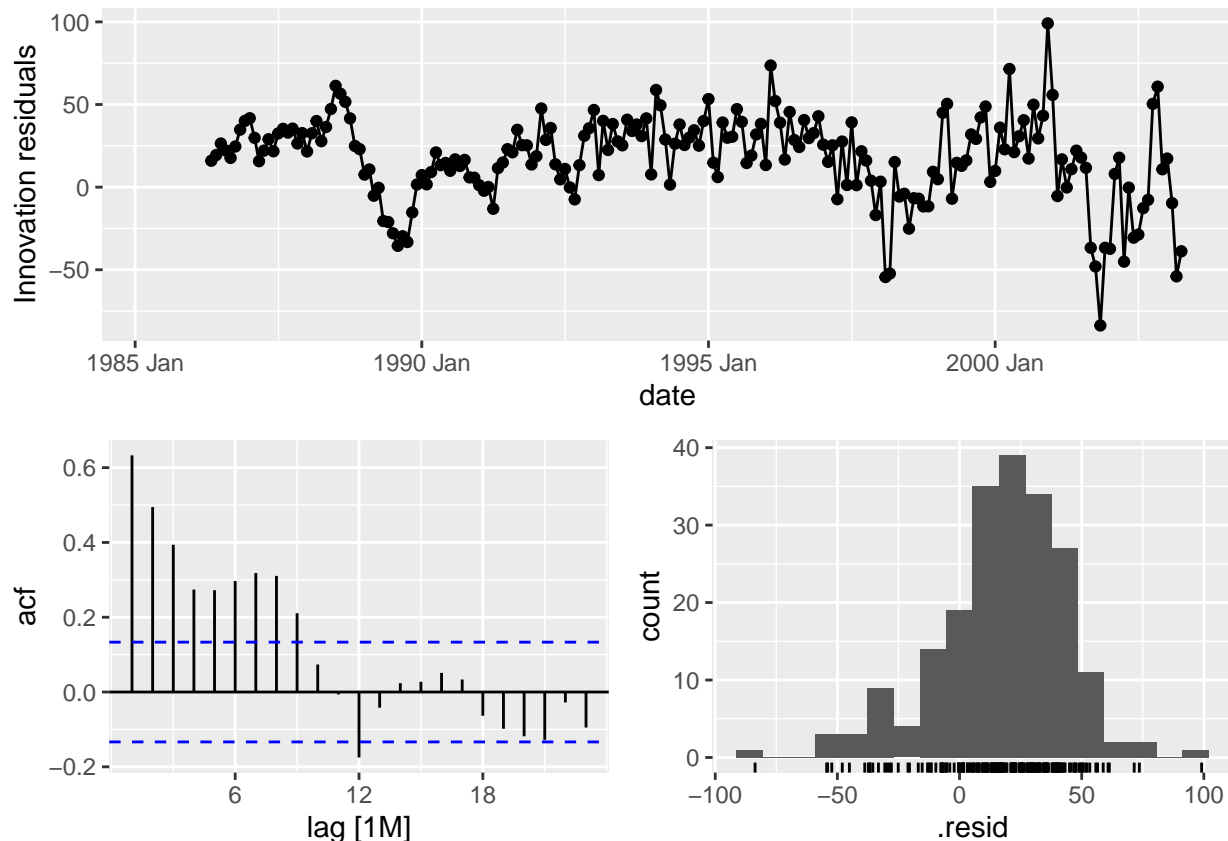 100
50
0
−50
Innovation residuals
1985 Jan 1990 Jan 1995 Jan 2000 Jan
date
0.6
0.4
0.2
0.0
−0.2
acf
6 12 18
lag [1M]
40
30
20
10
0
count
−100 −50 0 50 100
.resid